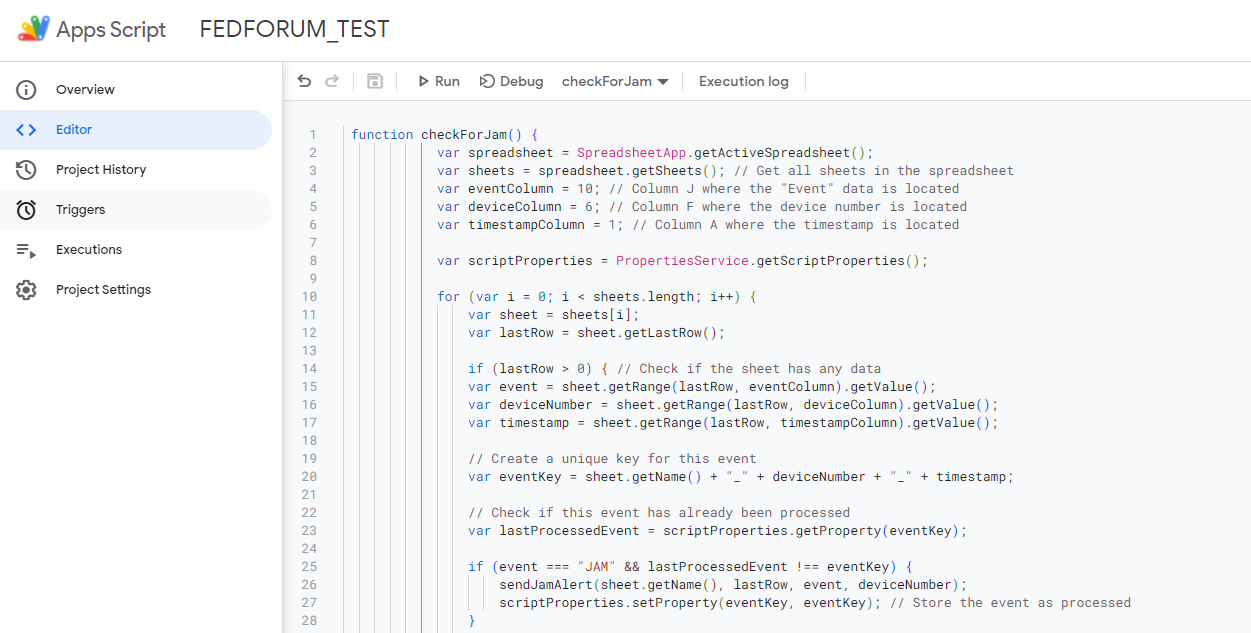 Apps Script FEDFORUM_TEST
Overview
Editor
Project History
Triggers
Executions
Project Settings
Run Debug checkForJam Execution log
1 function checkForJam() {
2 var spreadsheet = SpreadsheetApp.getActiveSpreadsheet();
3 var sheets = spreadsheet.getSheets(); // Get all sheets in the spreadsheet
4 var eventColumn = 10; // Column J where the "Event" data is located
5 var deviceColumn = 6; // Column F where the device number is located
6 var timestampColumn = 1; // Column A where the timestamp is located
7
8 var scriptProperties = PropertiesService.getScriptProperties();
9
10 for (var i = 0; i < sheets.length; i++) {
11 var sheet = sheets[i];
12 var lastRow = sheet.getLastRow();
13
14 if (lastRow > 0) { // Check if the sheet has any data
15 var event = sheet.getRange(lastRow, eventColumn).getValue();
16 var deviceNumber = sheet.getRange(lastRow, deviceColumn).getValue();
17 var timestamp = sheet.getRange(lastRow, timestampColumn).getValue();
18
19 // Create a unique key for this event
20 var eventKey = sheet.getName() + "_" + deviceNumber + "_" + timestamp;
21
22 // Check if this event has already been processed
23 var lastProcessedEvent = scriptProperties.getProperty(eventKey);
24
25 if (event === "JAM" && lastProcessedEvent !== eventKey) {
26 sendJamAlert(sheet.getName(), lastRow, event, deviceNumber);
27 scriptProperties.setProperty(eventKey, eventKey); // Store the event as processed
28 }